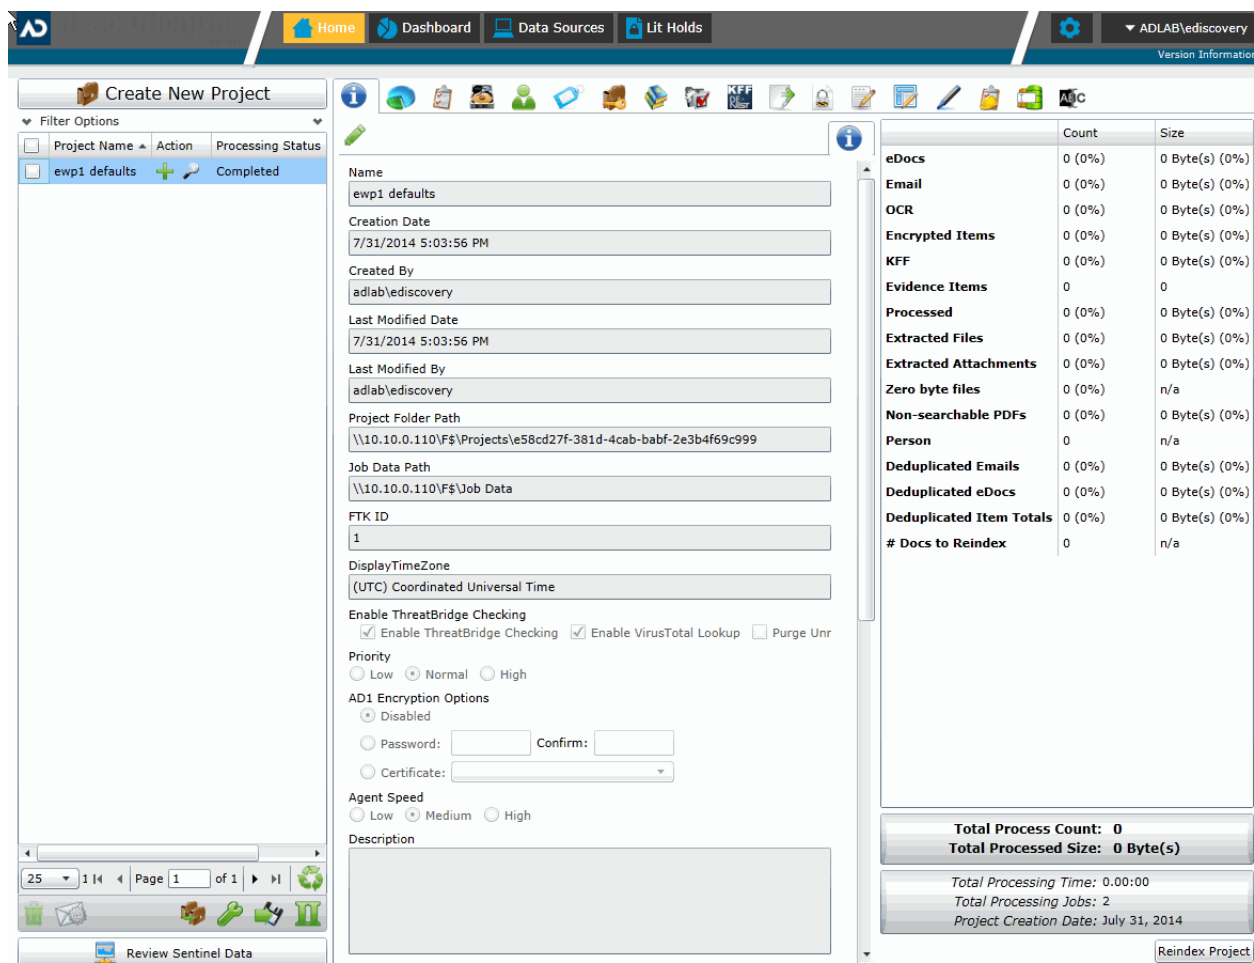 Home Dashboard Data Sources Lit Holds ADLAB\ediscovery
Version Information
Create New Project
Filter Options
Project Name Action Processing Status
ewp1 defaults Completed
25 1 Page 1 of 1
Review Sentinel Data
KFF
ABC
Name
ewp1 defaults
Creation Date
7/31/2014 5:03:56 PM
Created By
adlab\ediscovery
Last Modified Date
7/31/2014 5:03:56 PM
Last Modified By
adlab\ediscovery
Project Folder Path
\\10.10.0.110\F$\Projects\e58cd27f-381d-4cab-babf-2e3b4f69c999
Job Data Path
\\10.10.0.110\F$\Job Data
FTK ID
1
DisplayTimeZone
(UTC) Coordinated Universal Time
Enable ThreatBridge Checking
Enable ThreatBridge Checking Enable VirusTotal Lookup Purge Unr
Priority
Low Normal High
AD1 Encryption Options
Disabled
Password: Confirm:
Certificate:
Agent Speed
Low Medium High
Description
Count Size
eDocs 0 (0%) 0 Byte(s) (0%)
Email 0 (0%) 0 Byte(s) (0%)
OCR 0 (0%) 0 Byte(s) (0%)
Encrypted Items 0 (0%) 0 Byte(s) (0%)
KFF 0 (0%) 0 Byte(s) (0%)
Evidence Items 0 0
Processed 0 (0%) 0 Byte(s) (0%)
Extracted Files 0 (0%) 0 Byte(s) (0%)
Extracted Attachments 0 (0%) 0 Byte(s) (0%)
Zero byte files 0 (0%) n/a
Non-searchable PDFs 0 (0%) 0 Byte(s) (0%)
Person 0 n/a
Deduplicated Emails 0 (0%) 0 Byte(s) (0%)
Deduplicated eDocs 0 (0%) 0 Byte(s) (0%)
Deduplicated Item Totals 0 (0%) 0 Byte(s) (0%)
# Docs to Reindex 0 n/a
Total Process Count: 0
Total Processed Size: 0 Byte(s)
Total Processing Time: 0.00:00
Total Processing Jobs: 2
Project Creation Date: July 31, 2014
Reindex Project